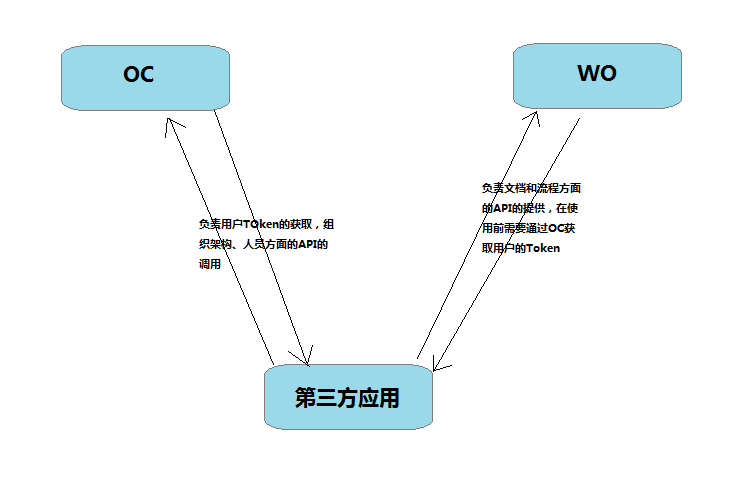 OC
WO
负责文档和流程方面
的API的提供，在使
用前需要通过OC获
取用户的Token
负责用户TOken的获取，组
织架构、人员方面的API的
调用
第三方应用